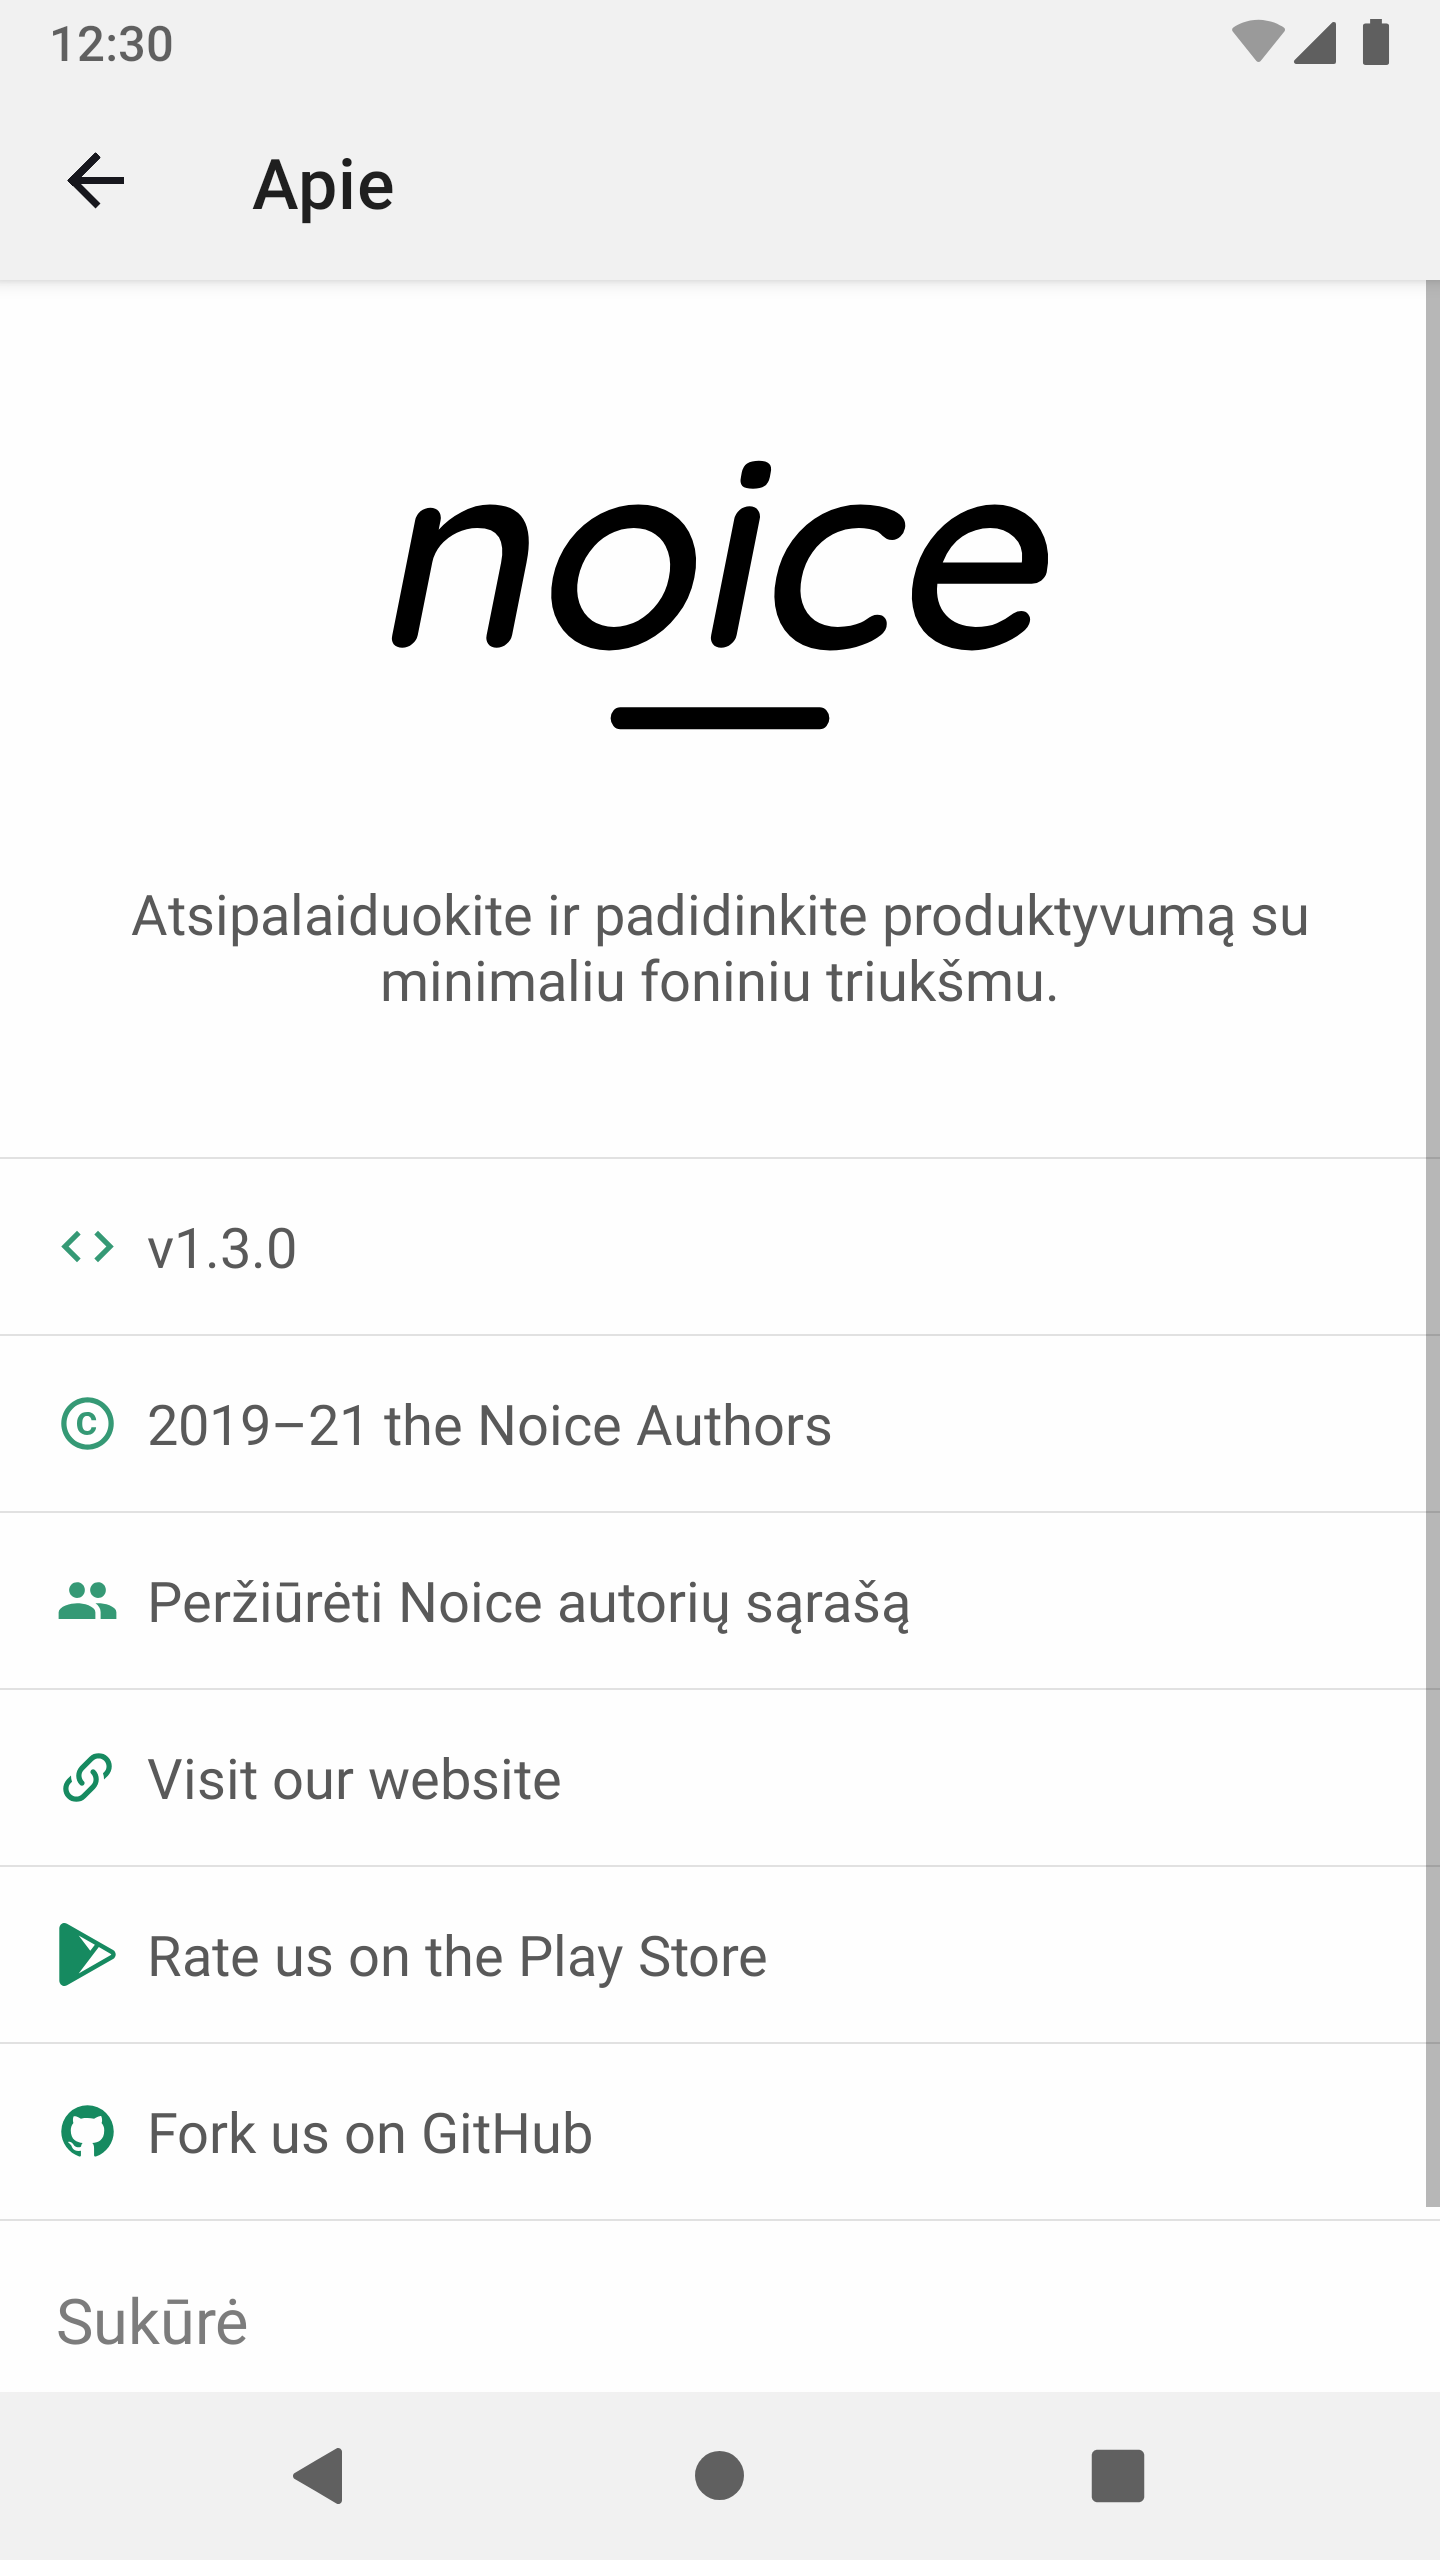 12:30
Apie
noice
Atsipalaiduokite ir padidinkite produktyvumą su
minimaliu foniniu triukšmu.
v1.3.0
2019–21 the Noice Authors
Peržiūrėti Noice autorių sąrašą
Visit our website
Rate us on the Play Store
Fork us on GitHub
Sukūrė